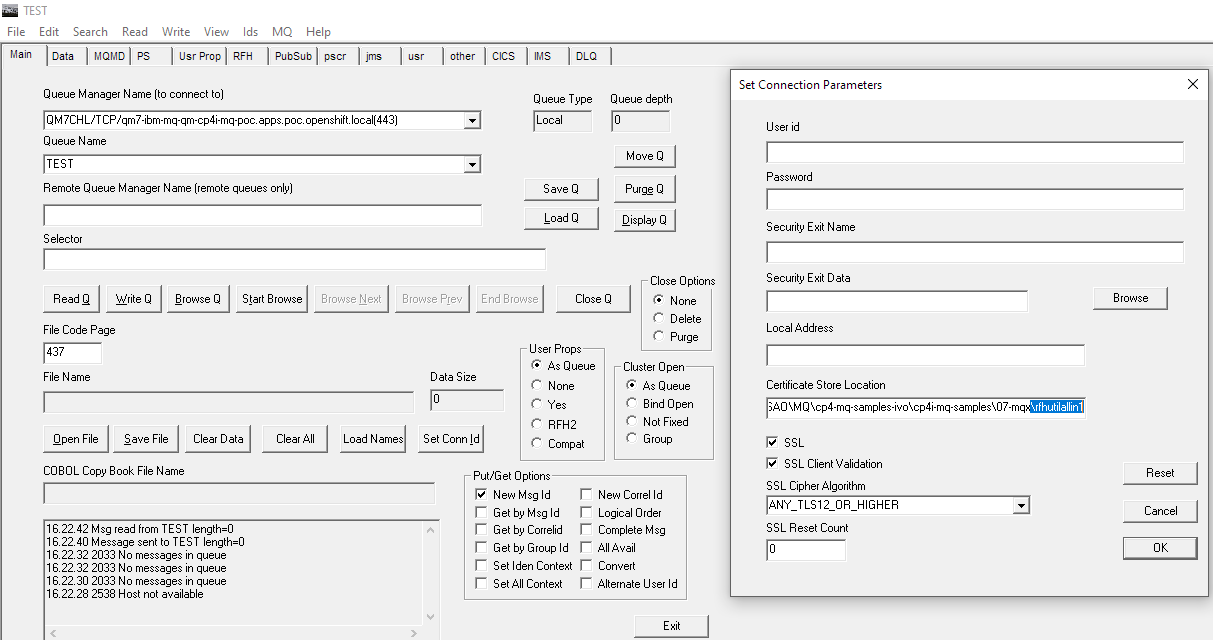 TEST
File Edit Search Read Write View Ids MQ Help
Main Data MQMD PS Usr Prop RFH PubSub pscr jms usr other CICS IMS DLQ
Queue Manager Name (to connect to)
QM7CHL/TCP/qm7-ibm-mq-qm-cp4i-mq-poc.apps.poc.openshift.local(443)
Queue Type Queue depth
Local 0
Queue Name
TEST
Move Q
Remote Queue Manager Name (remote queues only)
Save Q Purge Q
Load Q Display Q
Selector
Read Q Write Q Browse Q Start Browse Browse Next Browse Prev End Browse Close Q
Close Options
None
Delete
Purge
File Code Page
437
File Name
Data Size
0
User Props
As Queue
None
Yes
RFH2
Compat
Cluster Open
As Queue
Bind Open
Not Fixed
Group
Open File Save File Clear Data Clear All Load Names Set Conn Id
COBOL Copy Book File Name
Put/Get Options
New Msg Id New Correl Id
Get by Msg Id Logical Order
Get by Correlid Complete Msg
Get by Group Id All Avail
Set Iden Context Convert
Set All Context Alternate User Id
16.22.42 Msg read from TEST length=0
16.22.40 Message sent to TEST length=0
16.22.32 2033 No messages in queue
16.22.32 2033 No messages in queue
16.22.30 2033 No messages in queue
16.22.28 2538 Host not available
Exit
Set Connection Parameters
User id
Password
Security Exit Name
Security Exit Data
Browse
Local Address
Certificate Store Location
SAO\MQ\cp4-mq-samples-ivo\cp4i-mq-samples\07-mqx\rfhutilallin1
SSL
SSL Client Validation
SSL Cipher Algorithm
ANY_TLS12_OR_HIGHER
SSL Reset Count
0
Reset
Cancel
OK